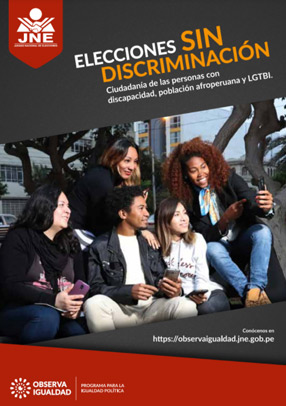 JNE
JURADO NACIONAL DE ELECCIONES
ELECCIONES SIN
DISCRIMINACIÓN
Ciudadanía de las personas con
discapacidad, población afroperuana y LGTBI.
Conócenos en
https://observaigualdad.jne.gob.pe
OBSERVA
IGUALDAD
PROGRAMA PARA LA
IGUALDAD POLÍTICA